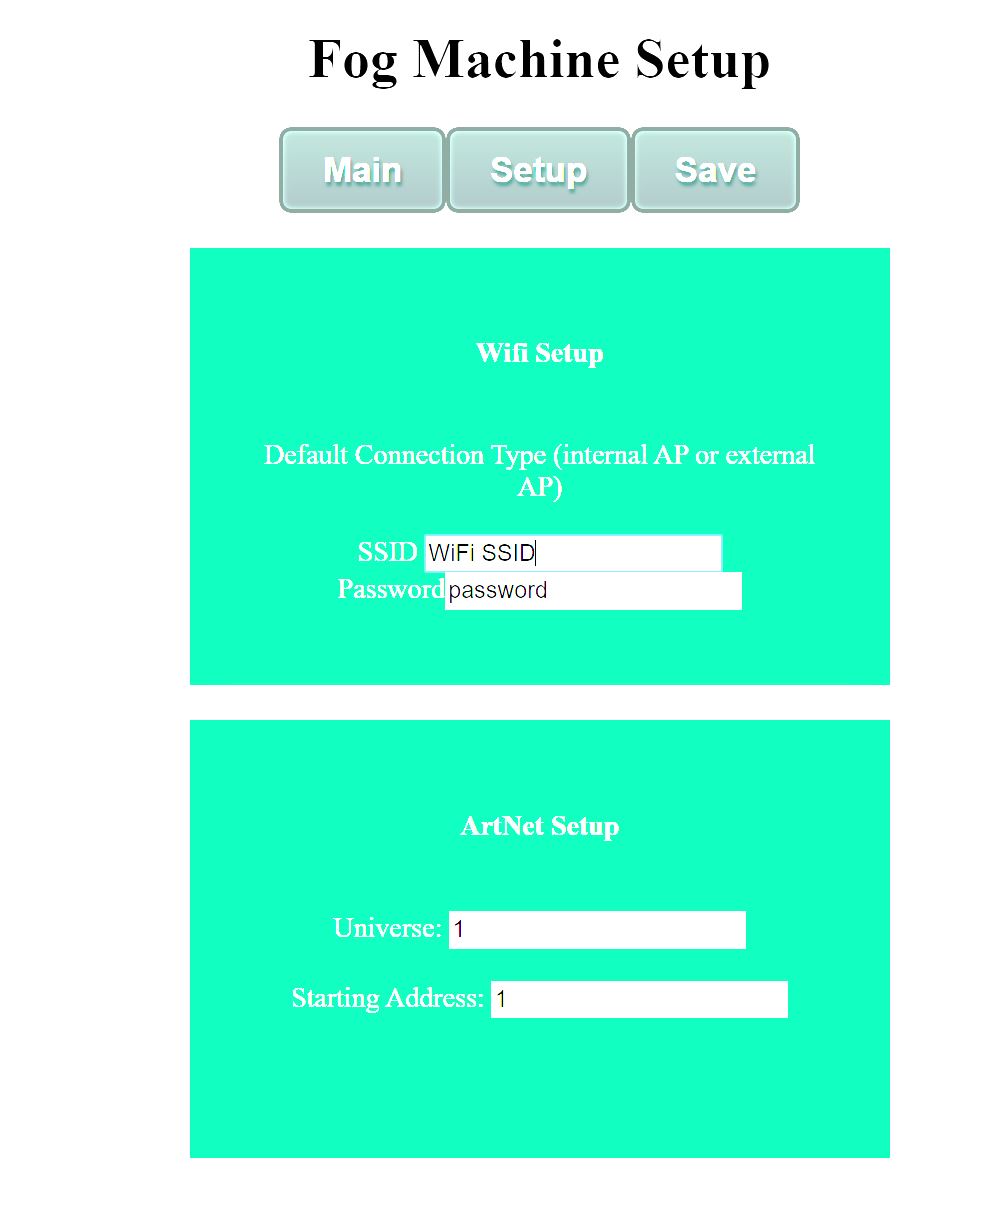 Fog Machine Setup
Main Setup Save
Wifi Setup
Default Connection Type (internal AP or external
AP)
SSID WiFi SSID
Password password
ArtNet Setup
Universe: 1
Starting Address: 1